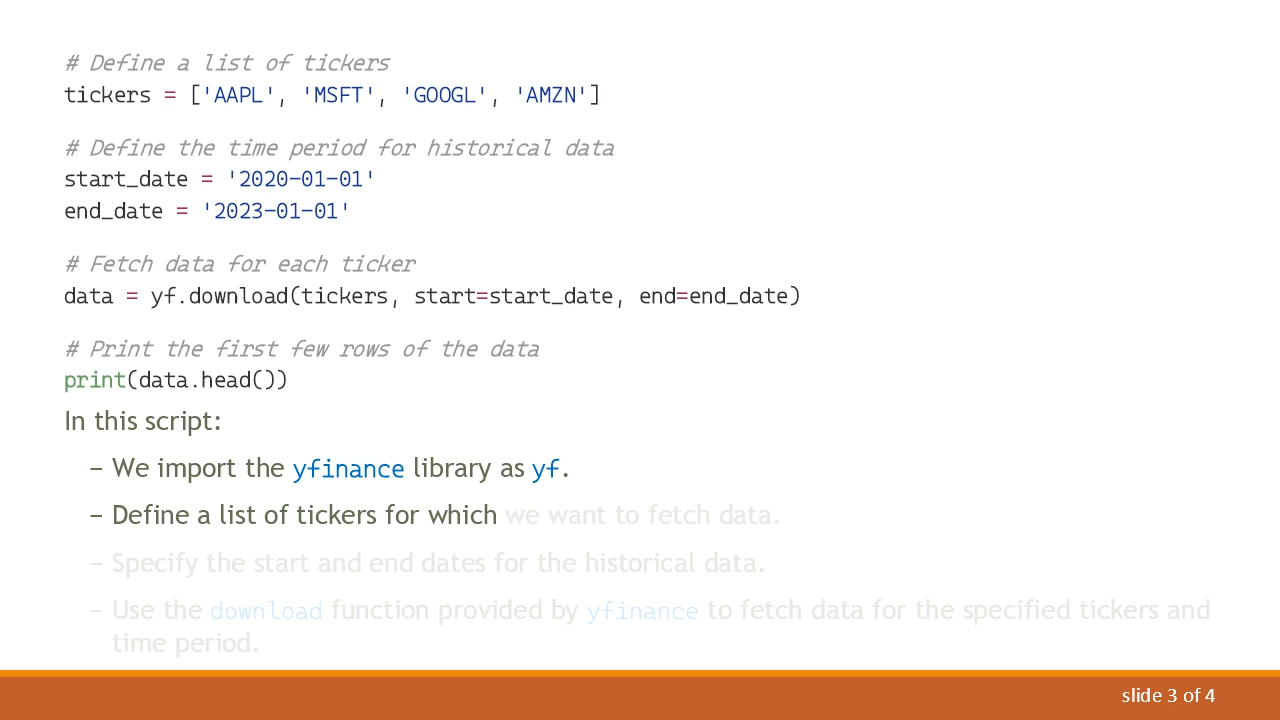 # Define a list of tickers
tickers = ['AAPL', 'MSFT', 'GOOGL', 'AMZN']
# Define the time period for historical data
start_date = '2020-01-01'
end_date = '2023-01-01'
# Fetch data for each ticker
data = yf.download(tickers, start=start_date, end=end_date)
# Print the first few rows of the data
print(data.head())
In this script:
– We import the yfinance library as yf.
– Define a list of tickers for which we want to fetch data.
– Specify the start and end dates for the historical data.
– Use the download function provided by yfinance to fetch data for the specified tickers and
time period.
slide 3 of 4